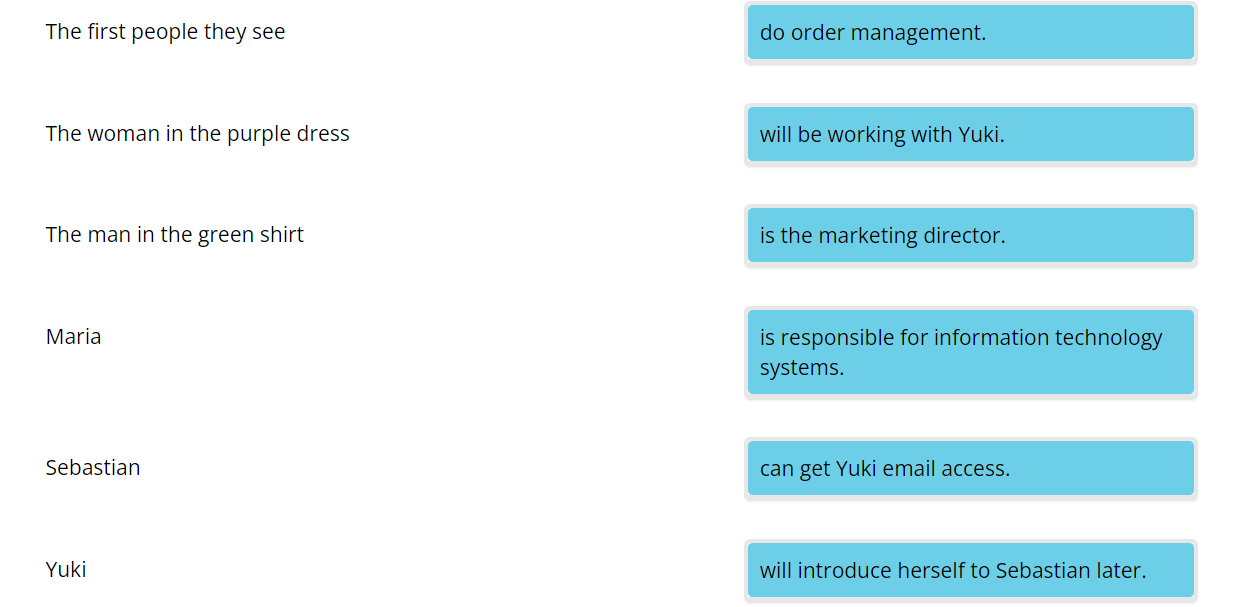 The first people they see
do order management.
The woman in the purple dress
will be working with Yuki.
The man in the green shirt
is the marketing director.
Maria
is responsible for information technology
systems.
Sebastian
can get Yuki email access.
Yuki
will introduce herself to Sebastian later.